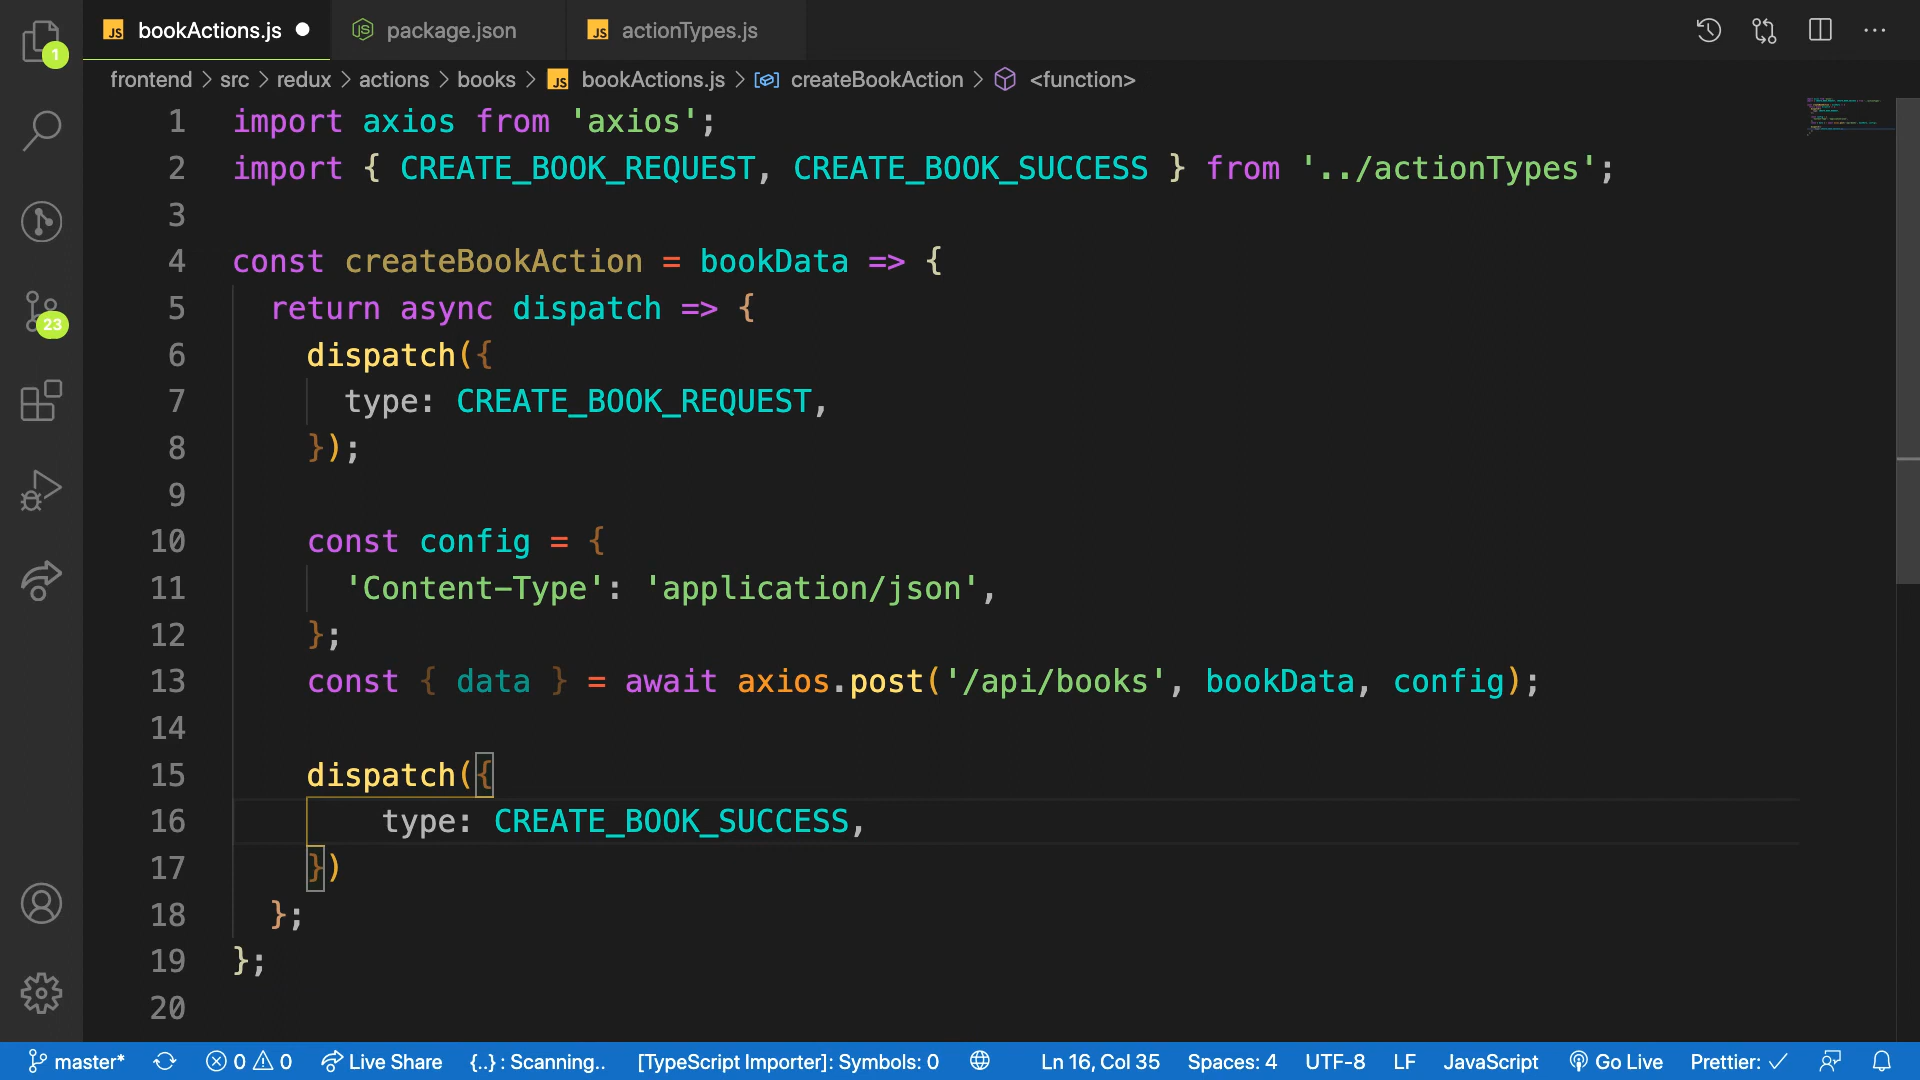 JS bookActions.js
JS package.json
JS actionTypes.js
1
frontend > src > redux > actions > books > JS bookActions.js > createBookAction > <function>
1 import axios from 'axios';
2 import { CREATE_BOOK_REQUEST, CREATE_BOOK_SUCCESS } from '../actionTypes';
3
4 const createBookAction = bookData => {
5 return async dispatch => {
23
6 dispatch({
7 type: CREATE_BOOK_REQUEST,
8 });
9
10 const config = {
11 'Content-Type': 'application/json',
12 };
13 const { data } = await axios.post('/api/books', bookData, config);
14
15 dispatch({
16 type: CREATE_BOOK_SUCCESS,
17 })
18 };
19 };
20
master* 0 0 Live Share {..} : Scanning.. [TypeScript Importer]: Symbols: 0 Ln 16, Col 35 Spaces: 4 UTF-8 LF JavaScript Go Live Prettier: ✓